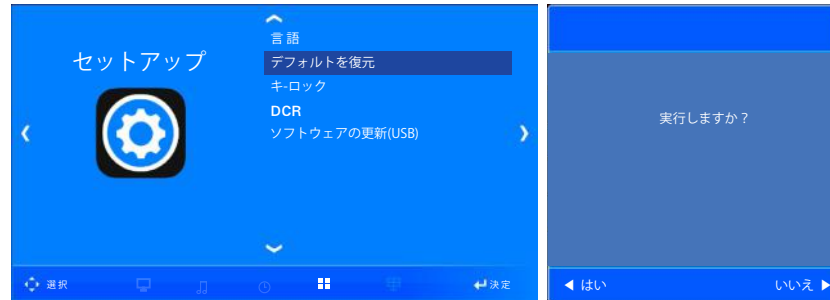 セットアップ
言語
デフォルトを復元
キ-ロック
DCR
ソフトウェアの更新(USB)
選択
決定
実行しますか？
はい
いいえ